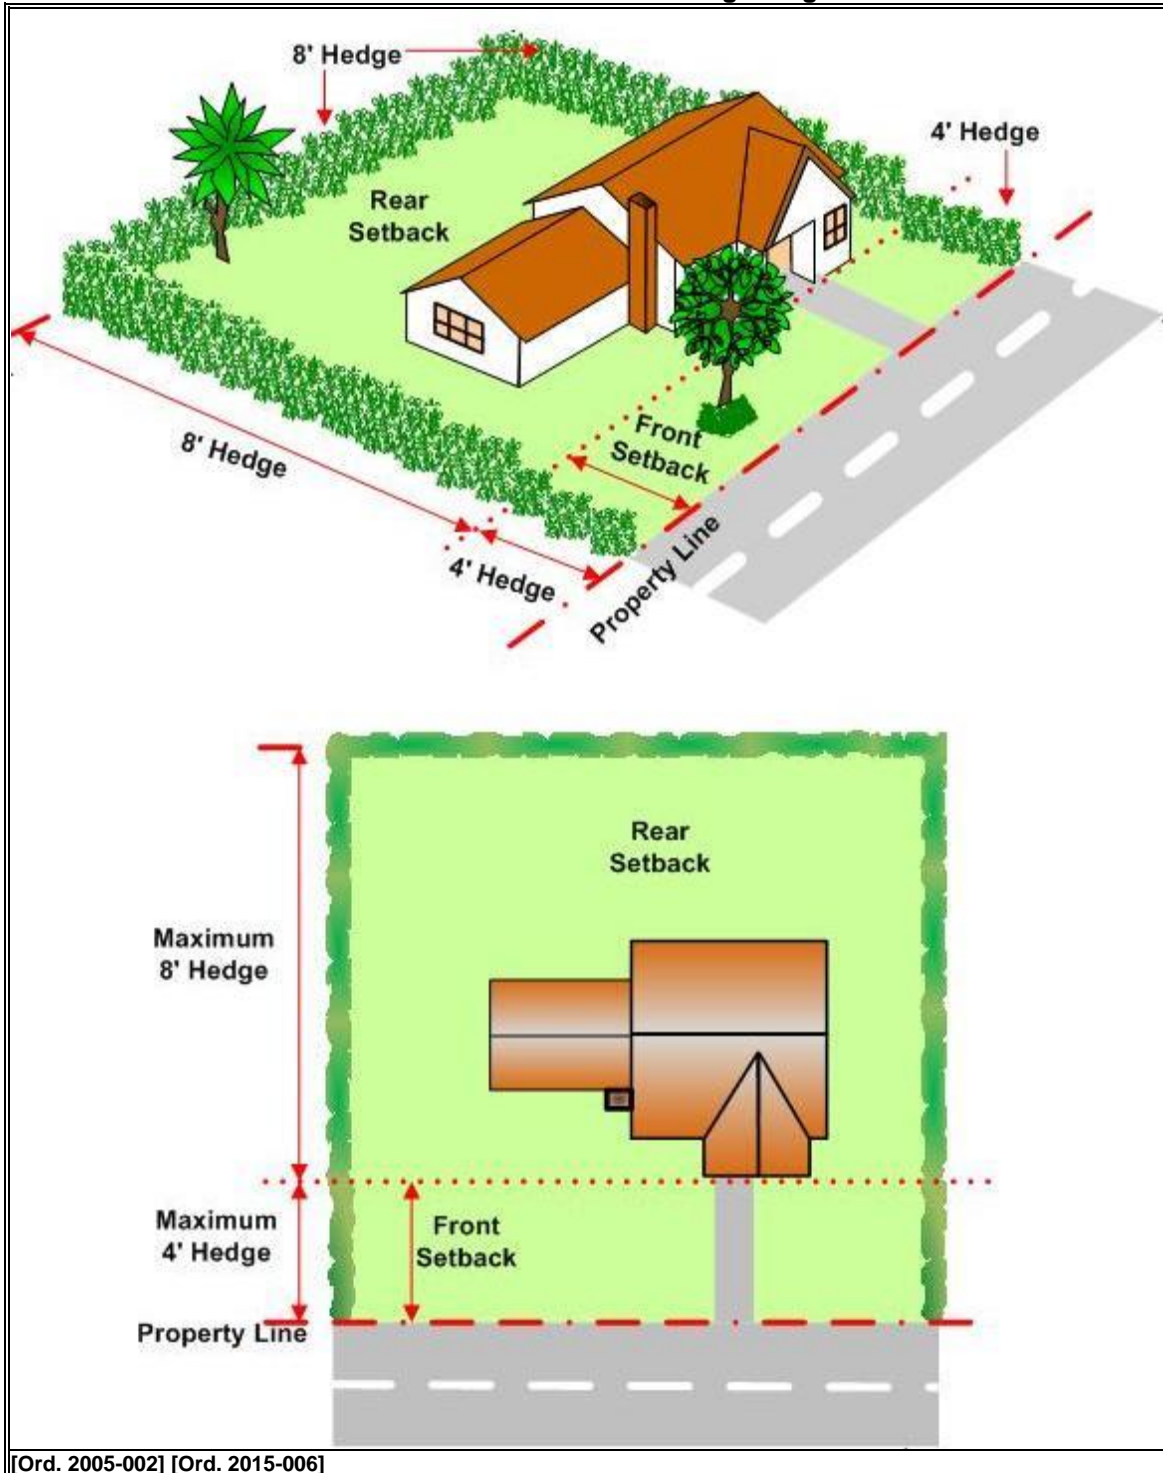 8' Hedge
4' Hedge
Rear
Setback
Front
Setback
8' Hedge
4' Hedge
Property Line
Rear
Setback
Maximum
8' Hedge
Maximum
4' Hedge
Front
Setback
Property Line
[Ord. 2005-002] [Ord. 2015-006]